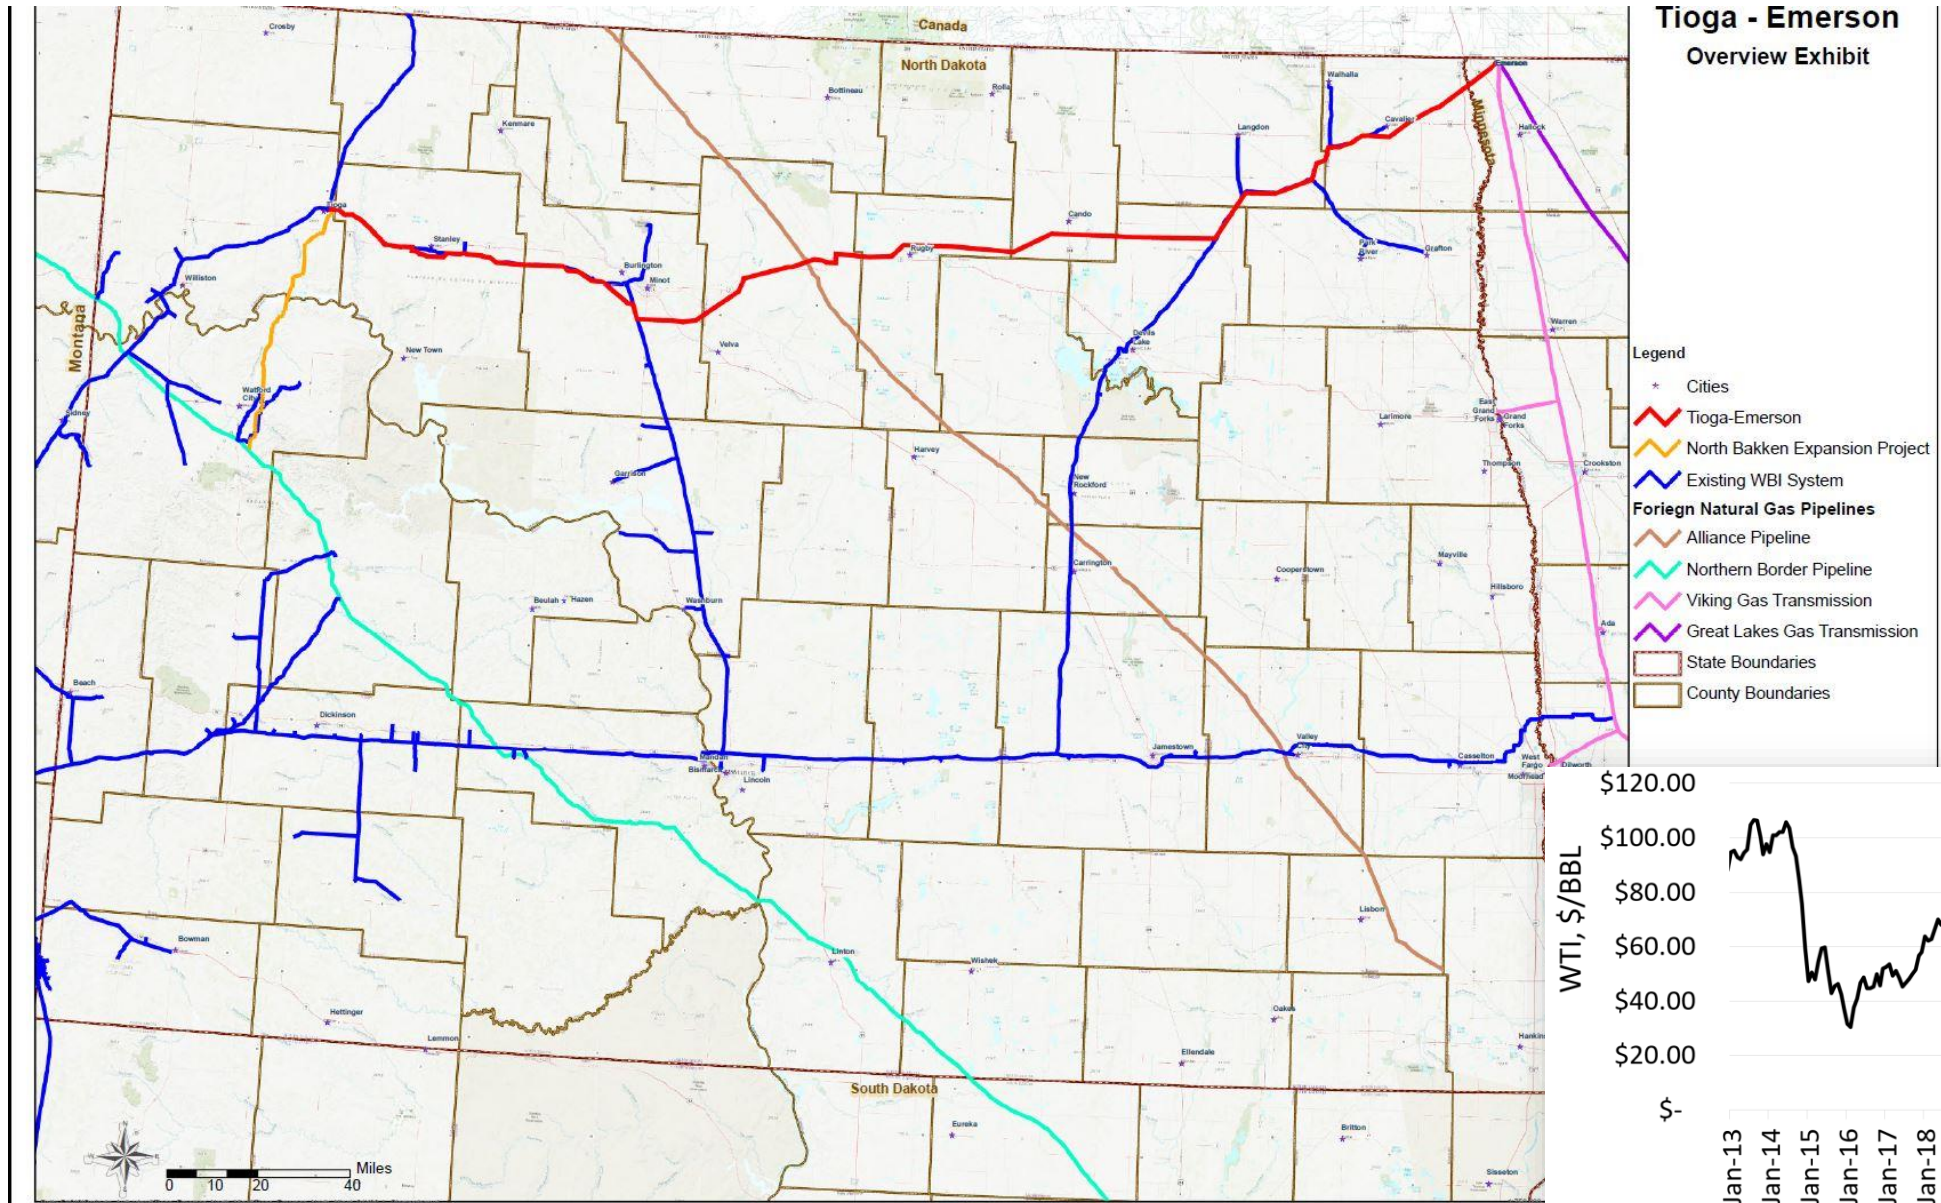 Tioga - Emerson
Overview Exhibit
Canada
North Dakota
Minnesota
Montana
South Dakota
Crosby
Bottineau
Rolla
Walhalla
Emerson
Kenmare
Langdon
Cavalier
Hallock
Tioga
Stanley
Burlington
Minot
Rugby
Cando
Park
River
Grafton
Williston
New Town
Velva
Devils
Lake
Warren
Watford
City
Sidney
Larimore
East
Grand
Forks
Grand
Forks
Garrison
Harvey
New
Rockford
Thompson
Crookston
Carrington
Cooperstown
Mayville
Hillsboro
Beulah
Hazen
Washburn
Ada
Beach
Dickinson
Mandan
Bismarck
Lincoln
Jamestown
Valley
City
Casselton
West
Fargo
Dilworth
Moorhead
Bowman
Linton
Wishek
Lisbon
Oakes
Hettinger
Lemmon
Ellendale
Hankin
Eureka
Britton
Sisseton
Legend
Cities
Tioga-Emerson
North Bakken Expansion Project
Existing WBI System
Foriegn Natural Gas Pipelines
Alliance Pipeline
Northern Border Pipeline
Viking Gas Transmission
Great Lakes Gas Transmission
State Boundaries
County Boundaries
N
W
E
S
Miles
0 10 20 40
WTI, $/BBL
$120.00
$100.00
$80.00
$60.00
$40.00
$20.00
$-
Jan-13
Jan-14
Jan-15
Jan-16
Jan-17
Jan-18